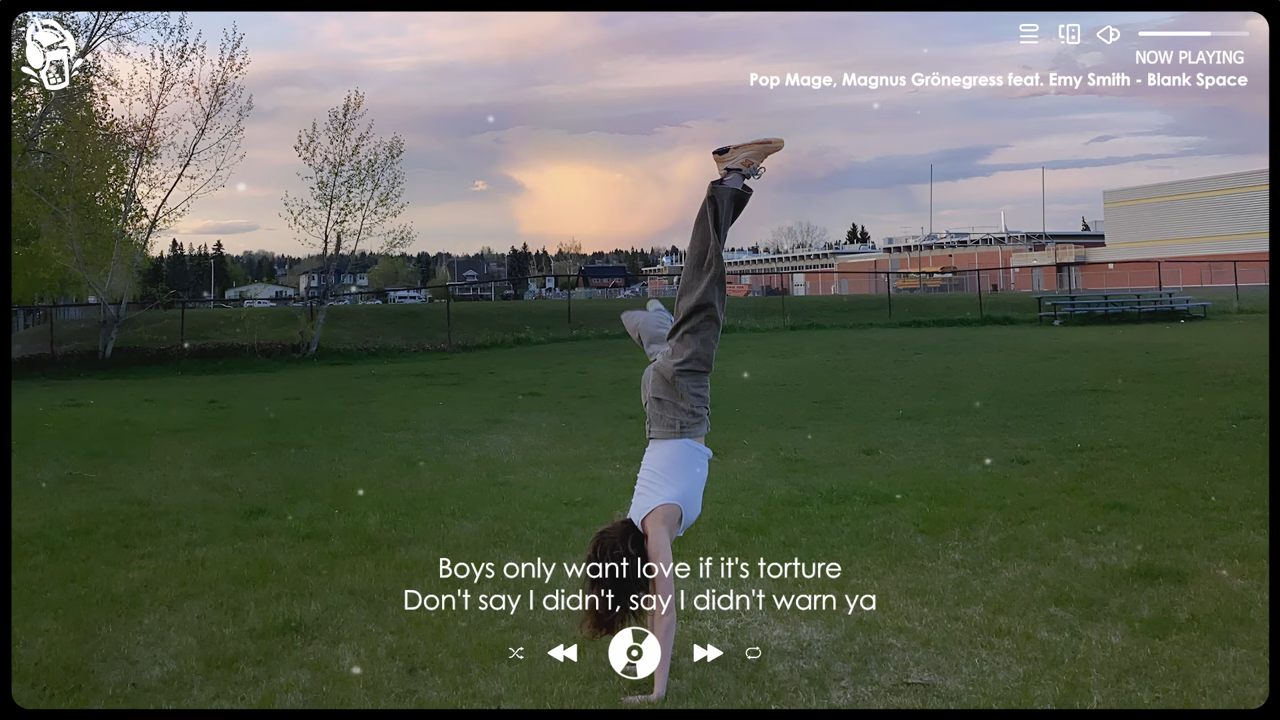 NOW PLAYING
Pop Mage, Magnus Grönegress feat. Emy Smith - Blank Space
Boys only want love if it's torture
Don't say I didn't, say I didn't warn ya